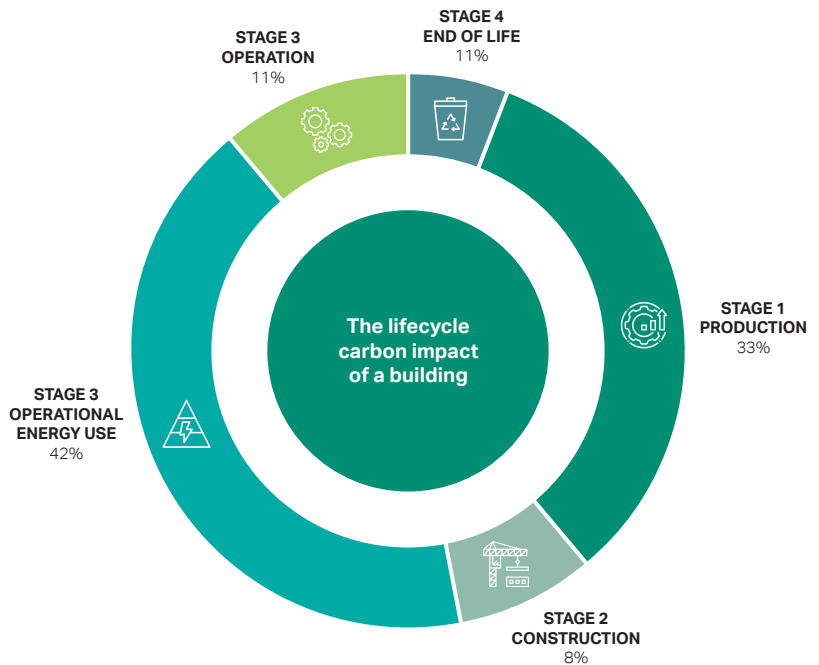 STAGE 4
END OF LIFE
11%
STAGE 3
OPERATION
11%
The lifecycle
carbon impact
of a building
STAGE 1
PRODUCTION
33%
STAGE 3
OPERATIONAL
ENERGY USE
42%
STAGE 2
CONSTRUCTION
8%